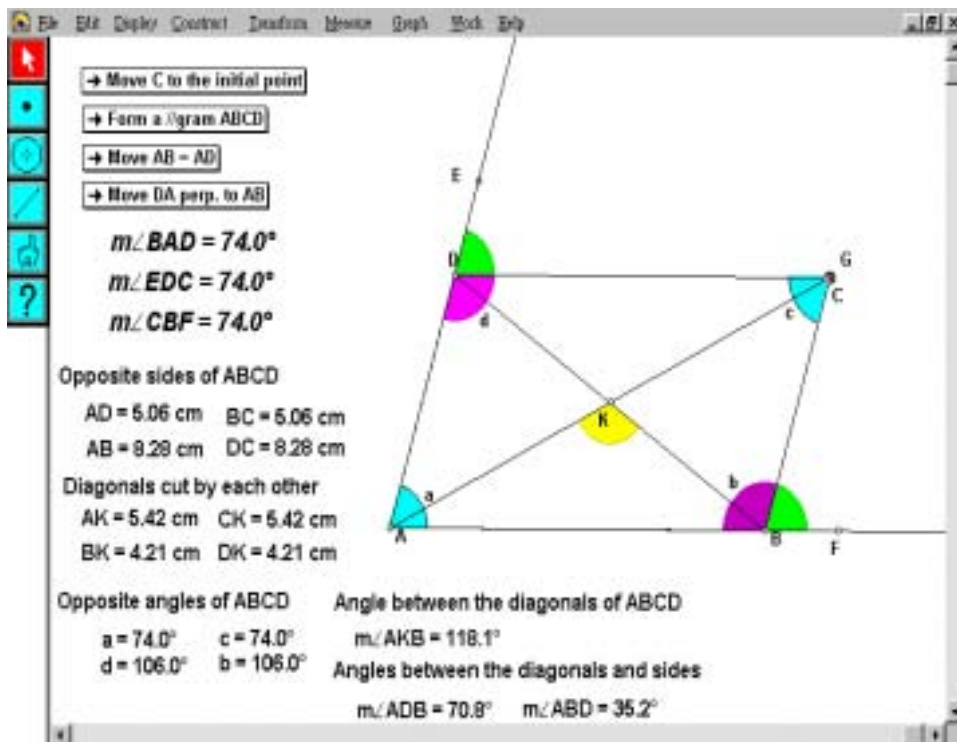 File Edit Display Construct Transform Measure Graph Work Help
→ Move C to the initial point
→ Form a //gram ABCD
→ Move AB = AD
→ Move DA perp. to AB
m∠BAD = 74.0°
m∠EDC = 74.0°
m∠CBF = 74.0°
Opposite sides of ABCD
AD = 5.06 cm BC = 5.06 cm
AB = 8.28 cm DC = 8.28 cm
Diagonals cut by each other
AK = 5.42 cm CK = 5.42 cm
BK = 4.21 cm DK = 4.21 cm
Opposite angles of ABCD
a = 74.0° c = 74.0°
d = 106.0° b = 106.0°
Angle between the diagonals of ABCD
m∠AKB = 118.1°
Angles between the diagonals and sides
m∠ADB = 70.8° m∠ABD = 35.2°
E
D
d
G
C
c
K
a
A
b
B
F
?